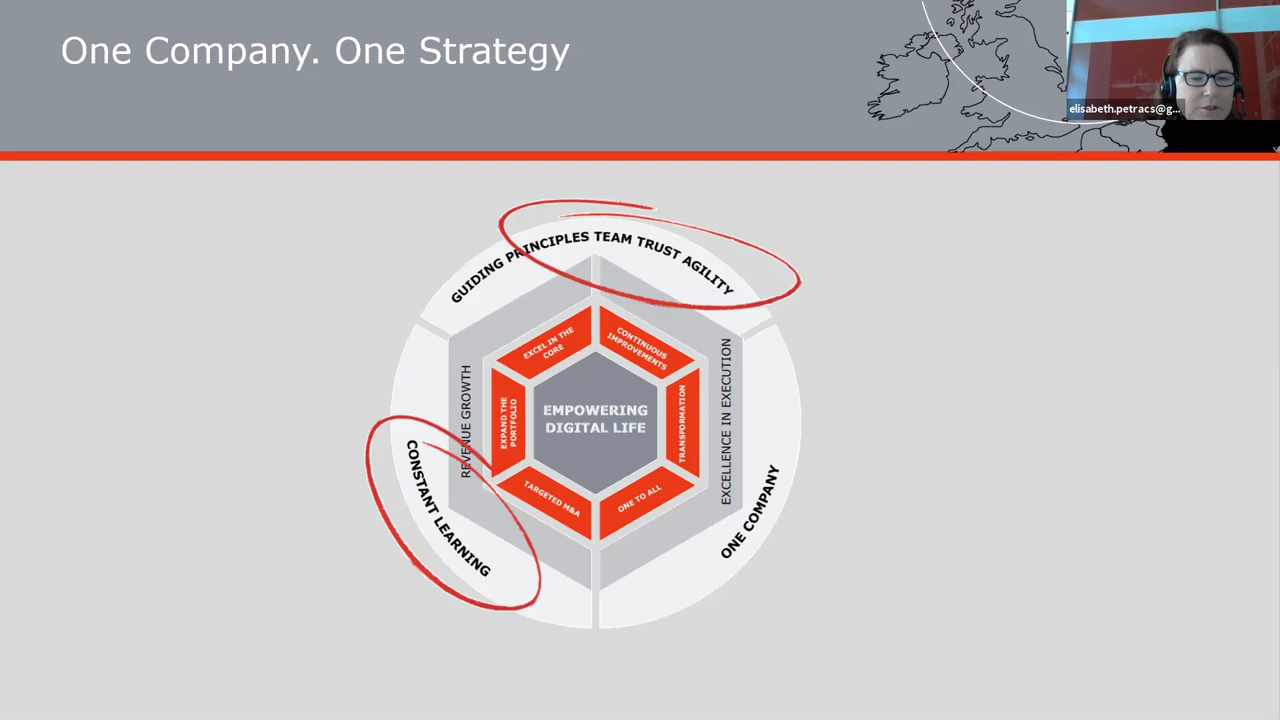 One Company. One Strategy
elisabeth.petracs@g...
GUIDING PRINCIPLES TEAM TRUST AGILITY
EXCEL IN THE
CORE
CONTINUOUS
IMPROVEMENTS
REVENUE GROWTH
EXPAND THE
PORTFOLIO
EMPOWERING
DIGITAL LIFE
TRANSFORMATION
EXCELLENCE IN EXECUTION
TARGETED M&A
ONE TO ALL
CONSTANT LEARNING
ONE COMPANY